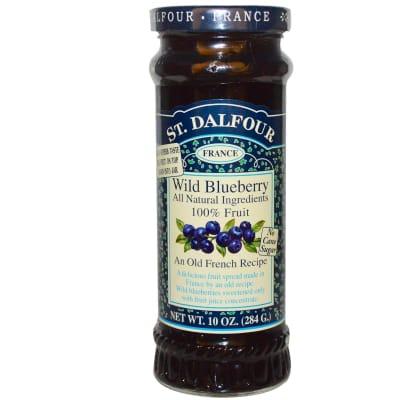 DALFOUR • FRANCE
ST. DALFOUR
FRANCE
Wild Blueberry
All Natural Ingredients
100% Fruit
No
Cane
Sugar
An Old French Recipe
A delicious fruit spread made in
France by an old recipe.
Wild blueberries sweetened only
with fruit juice concentrate.
NET WT. 10 OZ. (284 G.)